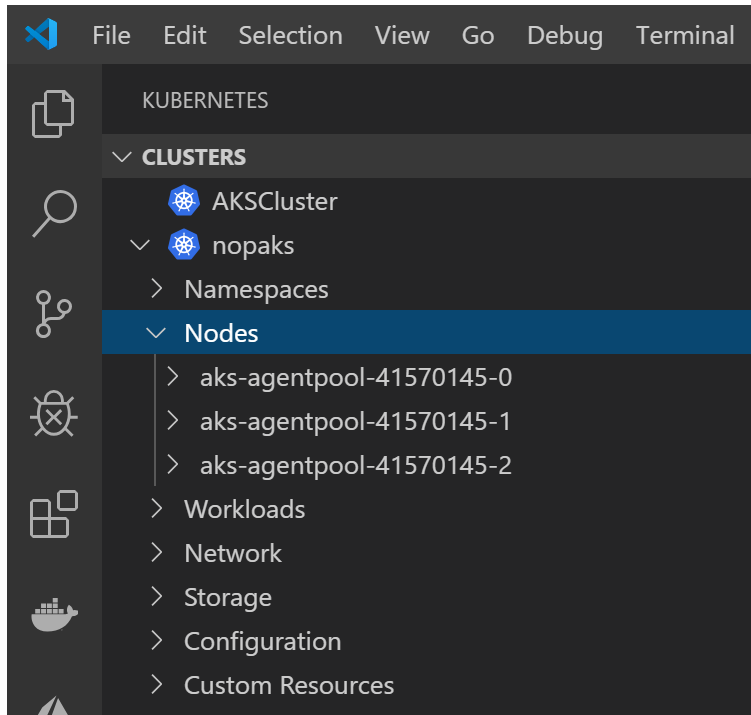 File Edit Selection View Go Debug Terminal
KUBERNETES
CLUSTERS
AKSCluster
nopaks
Namespaces
Nodes
aks-agentpool-41570145-0
aks-agentpool-41570145-1
aks-agentpool-41570145-2
Workloads
Network
Storage
Configuration
Custom Resources